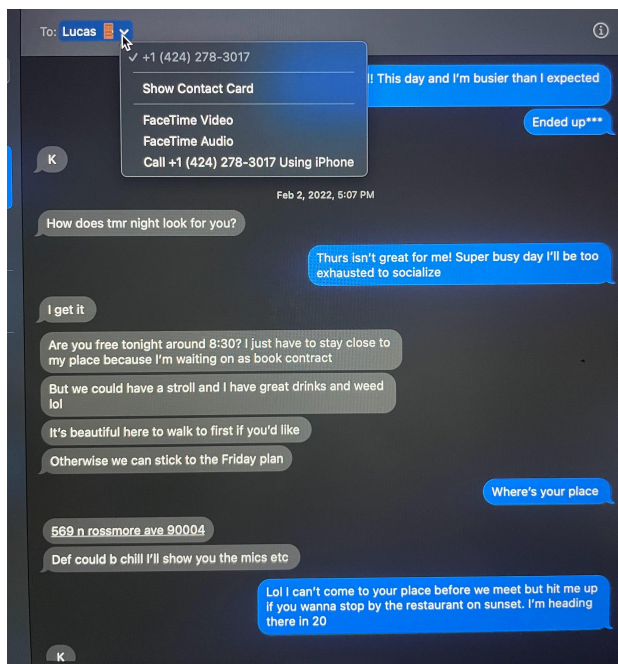 To: Lucas
+1 (424) 278-3017
Show Contact Card
FaceTime Video
FaceTime Audio
Call +1 (424) 278-3017 Using iPhone
! This day and I'm busier than I expected
Ended up***
K
Feb 2, 2022, 5:07 PM
How does tmr night look for you?
Thurs isn't great for me! Super busy day I'll be too
exhausted to socialize
I get it
Are you free tonight around 8:30? I just have to stay close to
my place because I'm waiting on as book contract
But we could have a stroll and I have great drinks and weed
lol
It's beautiful here to walk to first if you'd like
Otherwise we can stick to the Friday plan
Where's your place
569 n rossmore ave 90004
Def could b chill I'll show you the mics etc
Lol I can't come to your place before we meet but hit me up
if you wanna stop by the restaurant on sunset. I'm heading
there in 20
K